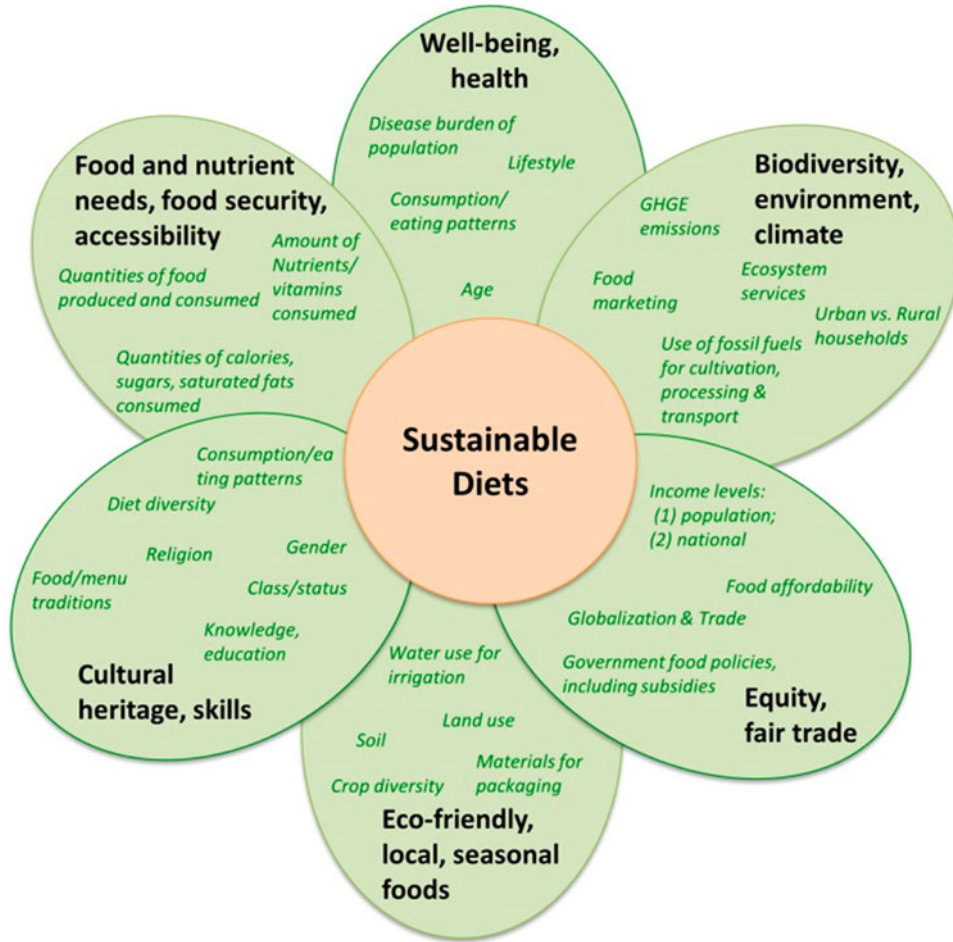 Well-being,
health
Disease burden of
population
Lifestyle
Consumption/
eating patterns
Age
Biodiversity,
environment,
climate
GHGE
emissions
Ecosystem
services
Food
marketing
Urban vs. Rural
households
Use of fossil fuels
for cultivation,
processing &
transport
Income levels:
(1) population;
(2) national
Food affordability
Globalization & Trade
Government food policies,
including subsidies
Equity,
fair trade
Water use for
irrigation
Land use
Soil
Materials for
packaging
Crop diversity
Eco-friendly,
local, seasonal
foods
Consumption/ea
ting patterns
Diet diversity
Gender
Religion
Food/menu
traditions
Class/status
Knowledge,
education
Cultural
heritage, skills
Food and nutrient
needs, food security,
accessibility
Amount of
Nutrients/
vitamins
consumed
Quantities of food
produced and consumed
Quantities of calories,
sugars, saturated fats
consumed
Sustainable
Diets